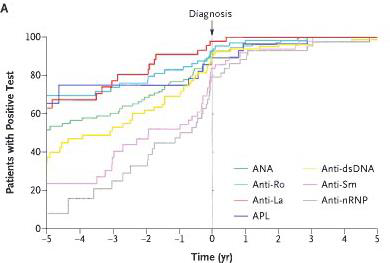 A
Diagnosis
Patients with Positive Test
100
80
60
40
20
0
ANA
Anti-Ro
Anti-La
APL
Anti-dsDNA
Anti-Sm
Anti-nRNP
-5
-4
-3
-2
-1
0
1
2
3
4
5
Time (yr)